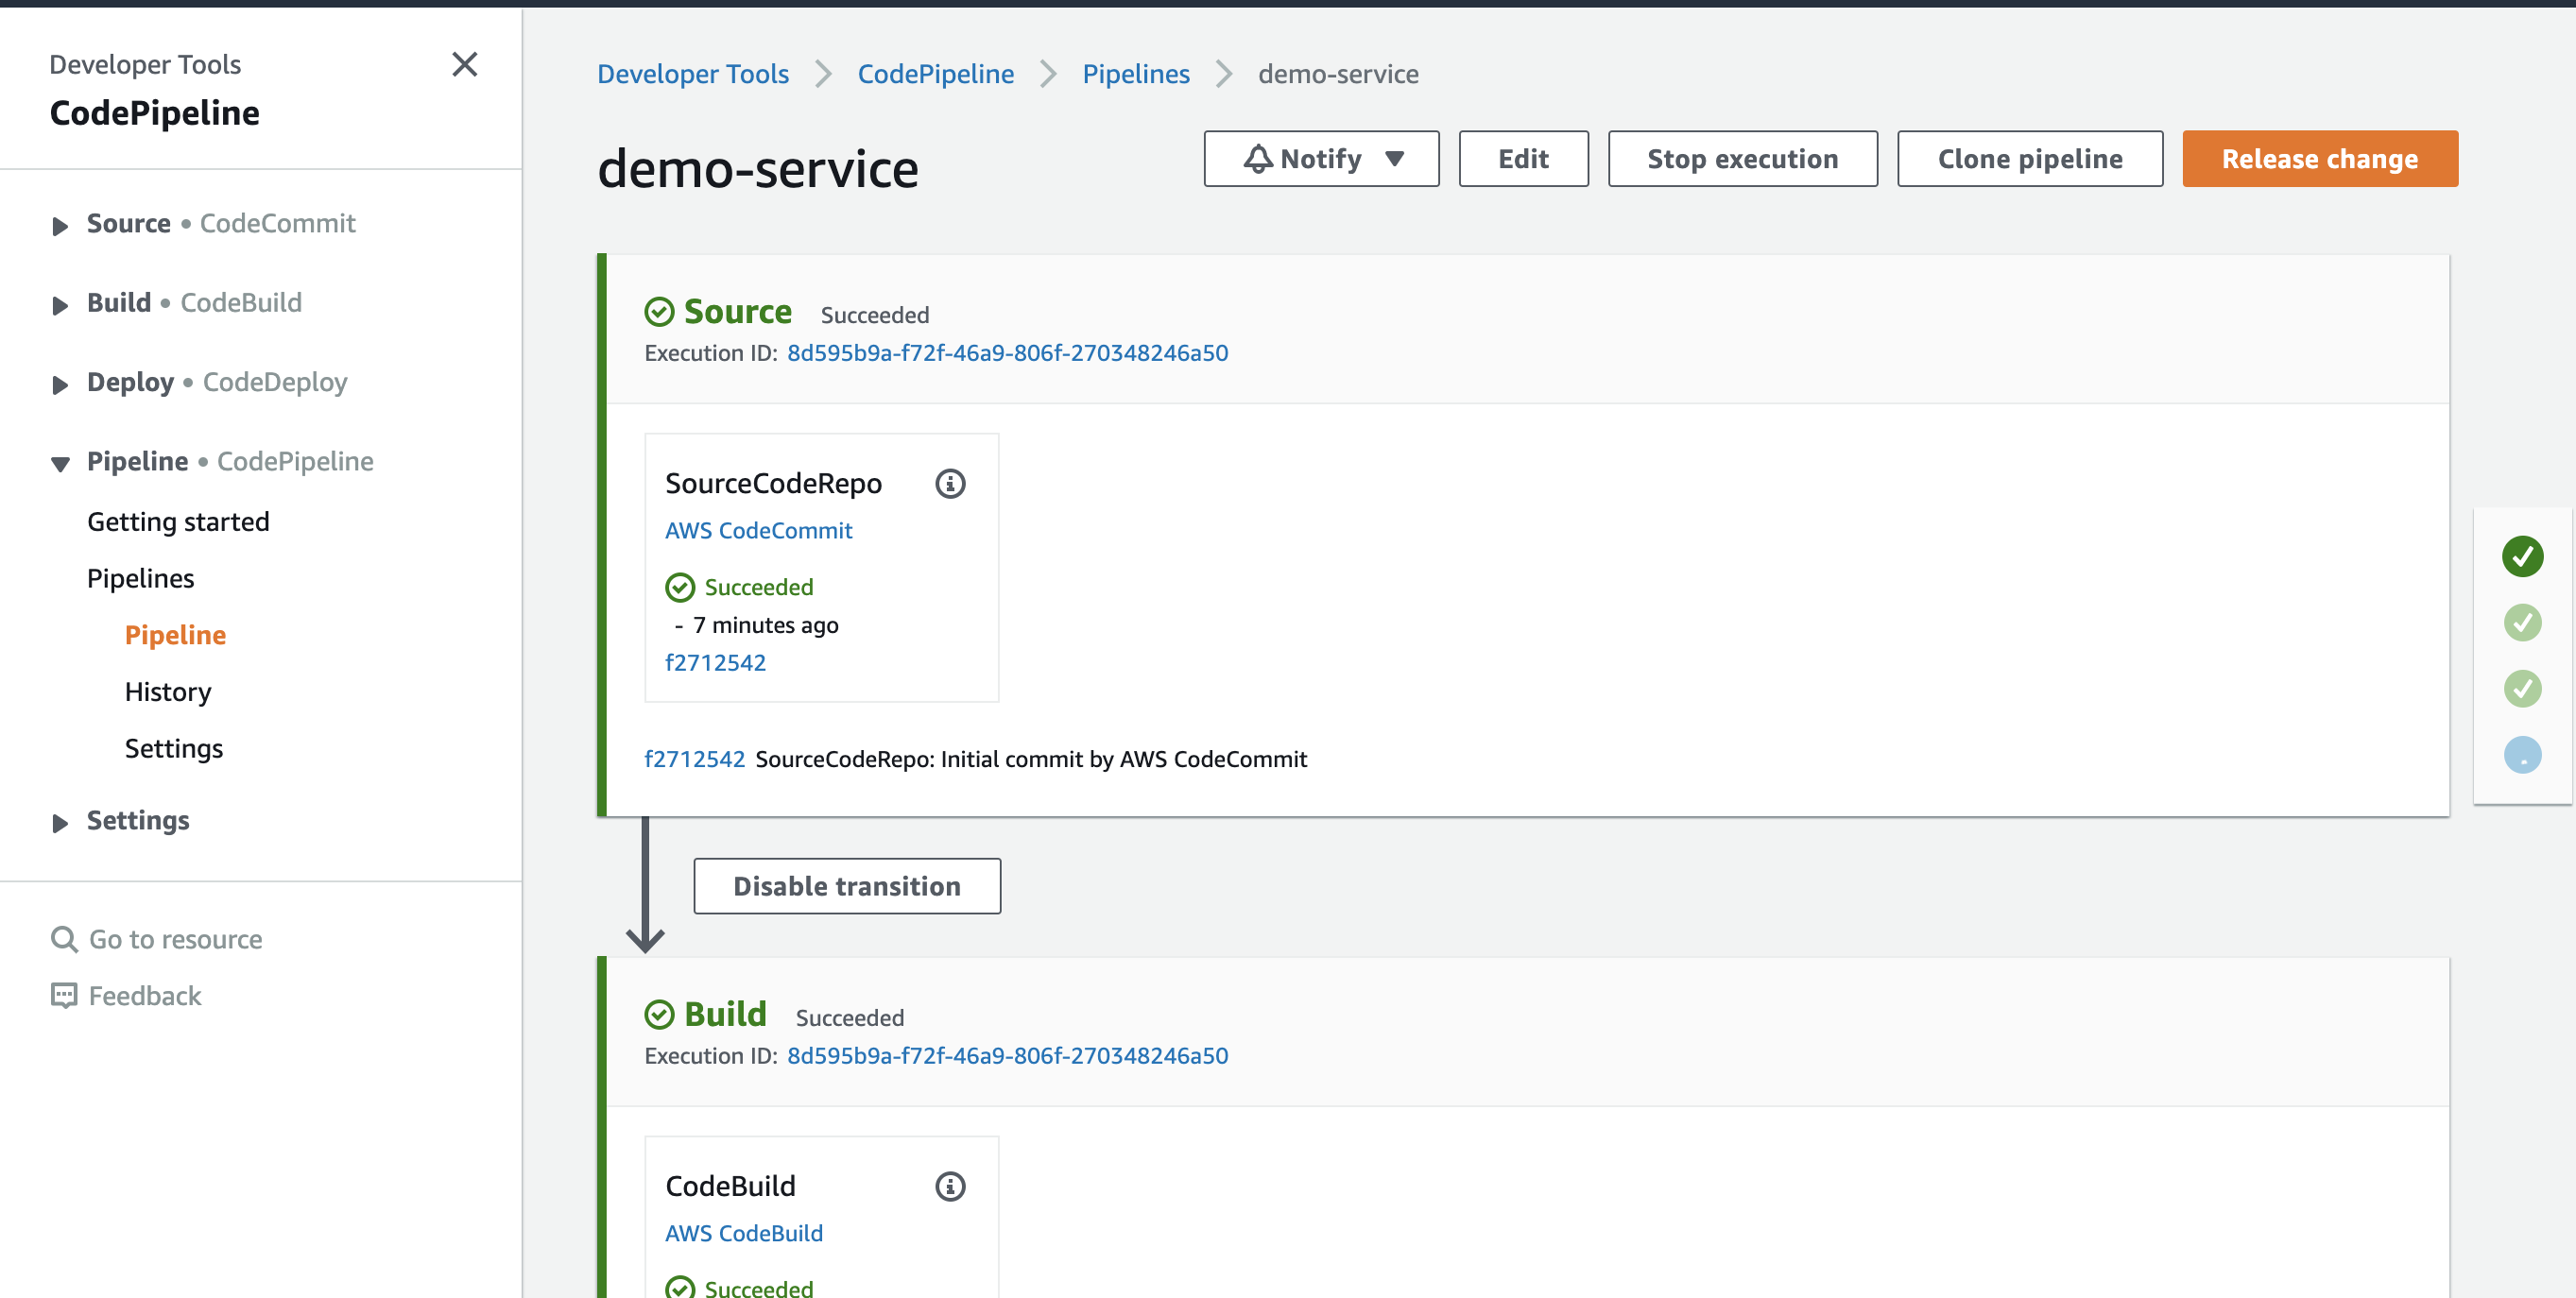 Developer Tools
CodePipeline
Source • CodeCommit
Build • CodeBuild
Deploy • CodeDeploy
Pipeline • CodePipeline
Getting started
Pipelines
Pipeline
History
Settings
Settings
Go to resource
Feedback
Developer Tools > CodePipeline > Pipelines > demo-service
demo-service
Notify ▼ Edit Stop execution Clone pipeline Release change
Source Succeeded
Execution ID: 8d595b9a-f72f-46a9-806f-270348246a50
SourceCodeRepo
AWS CodeCommit
Succeeded
- 7 minutes ago
f2712542
f2712542 SourceCodeRepo: Initial commit by AWS CodeCommit
Disable transition
Build Succeeded
Execution ID: 8d595b9a-f72f-46a9-806f-270348246a50
CodeBuild
AWS CodeBuild
Succeeded